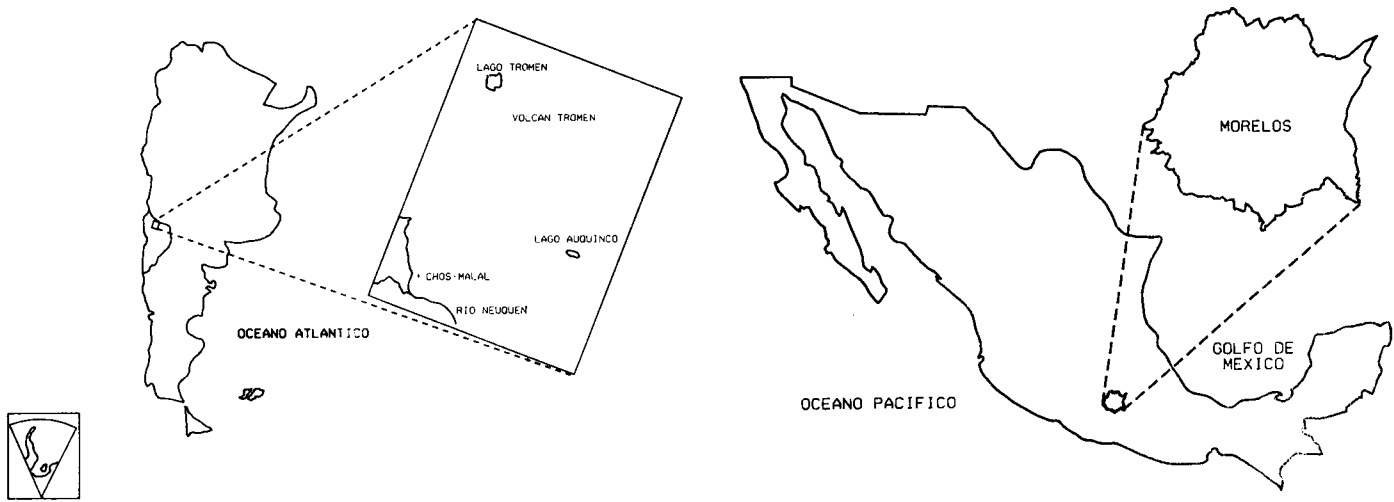 LAGO TROMEN
VOLCAN TROMEN
LAGO AUQUINCO
CHOS-MALAL
RIO NEUQUEN
OCEANO ATLANTICO
MORELOS
GOLFO DE
MEXICO
OCEANO PACIFICO